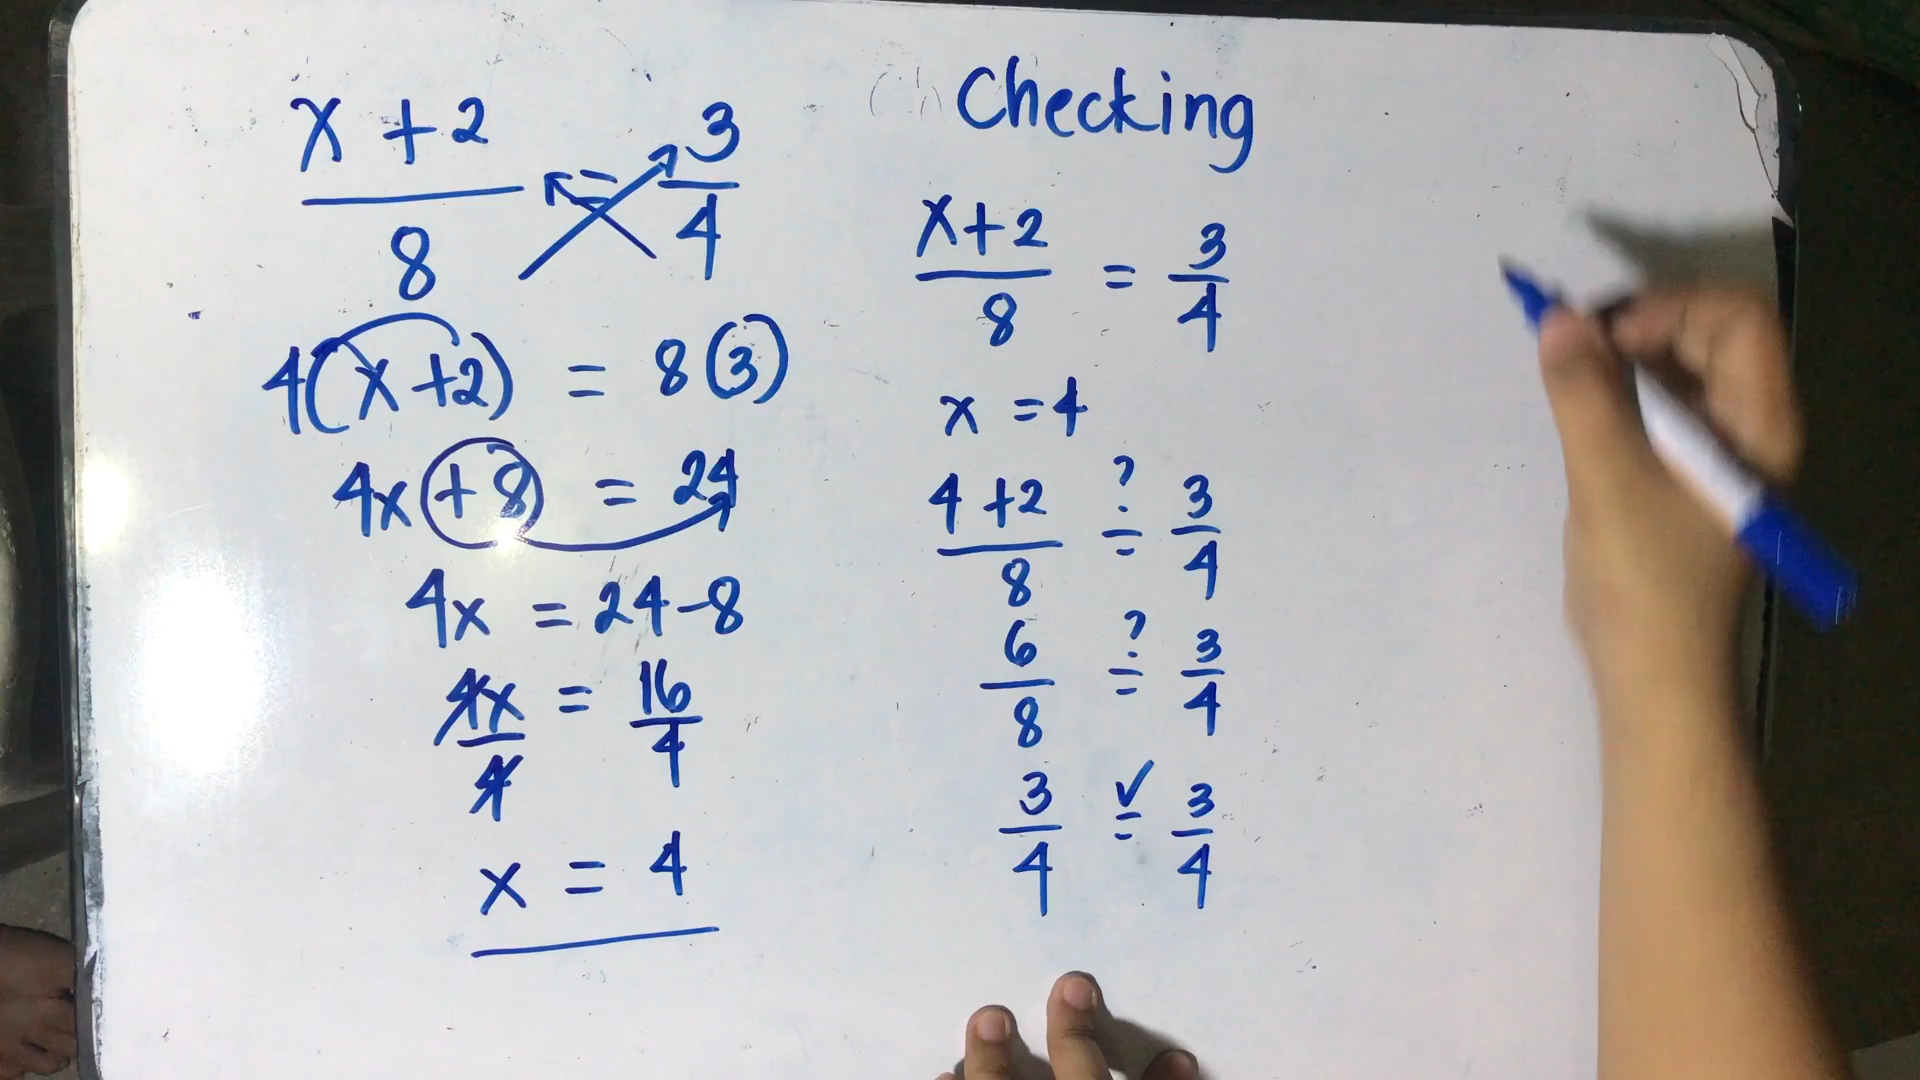 x + 2 / 8 = 3 / 4
4(x + 2) = 8(3)
4x + 8 = 24
4x = 24 - 8
4x / 4 = 16 / 4
x = 4
Checking
x + 2 / 8 = 3 / 4
x = 4
4 + 2 / 8 ≟ 3 / 4
6 / 8 ≟ 3 / 4
3 / 4 =✓ 3 / 4